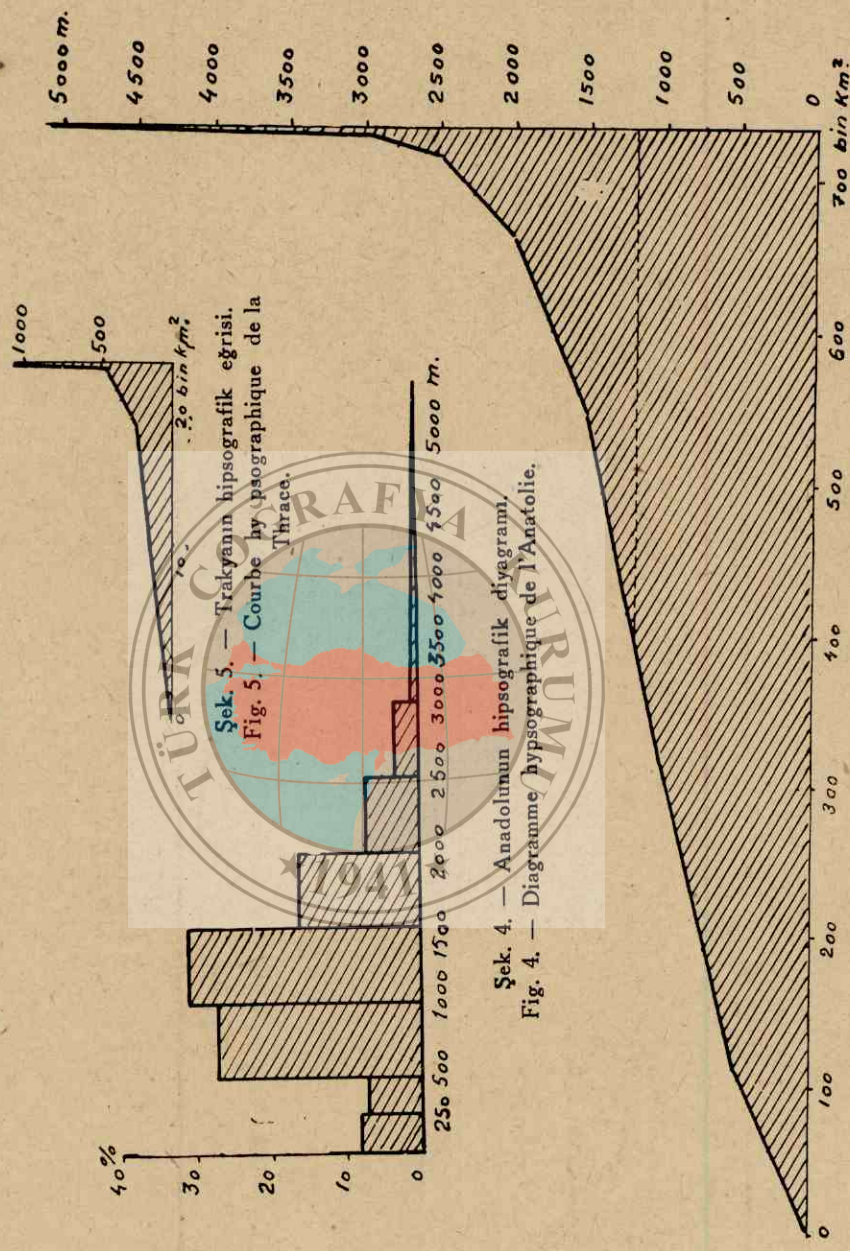 5000 m.
4500
4000
3500
3000
2500
2000
1500
1000
500
0
1000
500
0
10
20 bin km²
Şek. 5. — Trakyanın hipsografik eğrisi.
Fig. 5. — Courbe hy psographique de la
Thrace.
40%
30
20
10
0
250 500 1000 1500 2000 2500 3000 3500 4000 4500 5000 m.
Şek. 4. — Anadolunun hipsografik diyagramı.
Fig. 4. — Diagramme hypsographique de l'Anatolie.
0 100 200 300 400 500 600 700 bin Km²
TÜRK COĞRAFYA KURUMU
1941